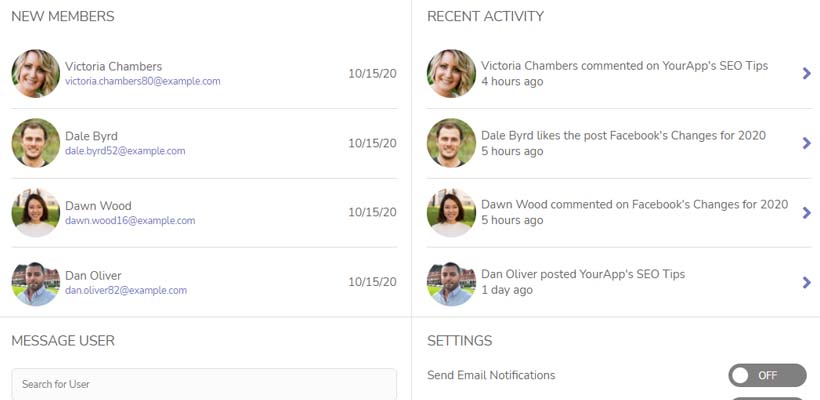 NEW MEMBERS
Victoria Chambers
victoria.chambers80@example.com
10/15/20
Dale Byrd
dale.byrd52@example.com
10/15/20
Dawn Wood
dawn.wood16@example.com
10/15/20
Dan Oliver
dan.oliver82@example.com
10/15/20
RECENT ACTIVITY
Victoria Chambers commented on YourApp's SEO Tips
4 hours ago
Dale Byrd likes the post Facebook's Changes for 2020
5 hours ago
Dawn Wood commented on Facebook's Changes for 2020
5 hours ago
Dan Oliver posted YourApp's SEO Tips
1 day ago
MESSAGE USER
Search for User
SETTINGS
Send Email Notifications
OFF